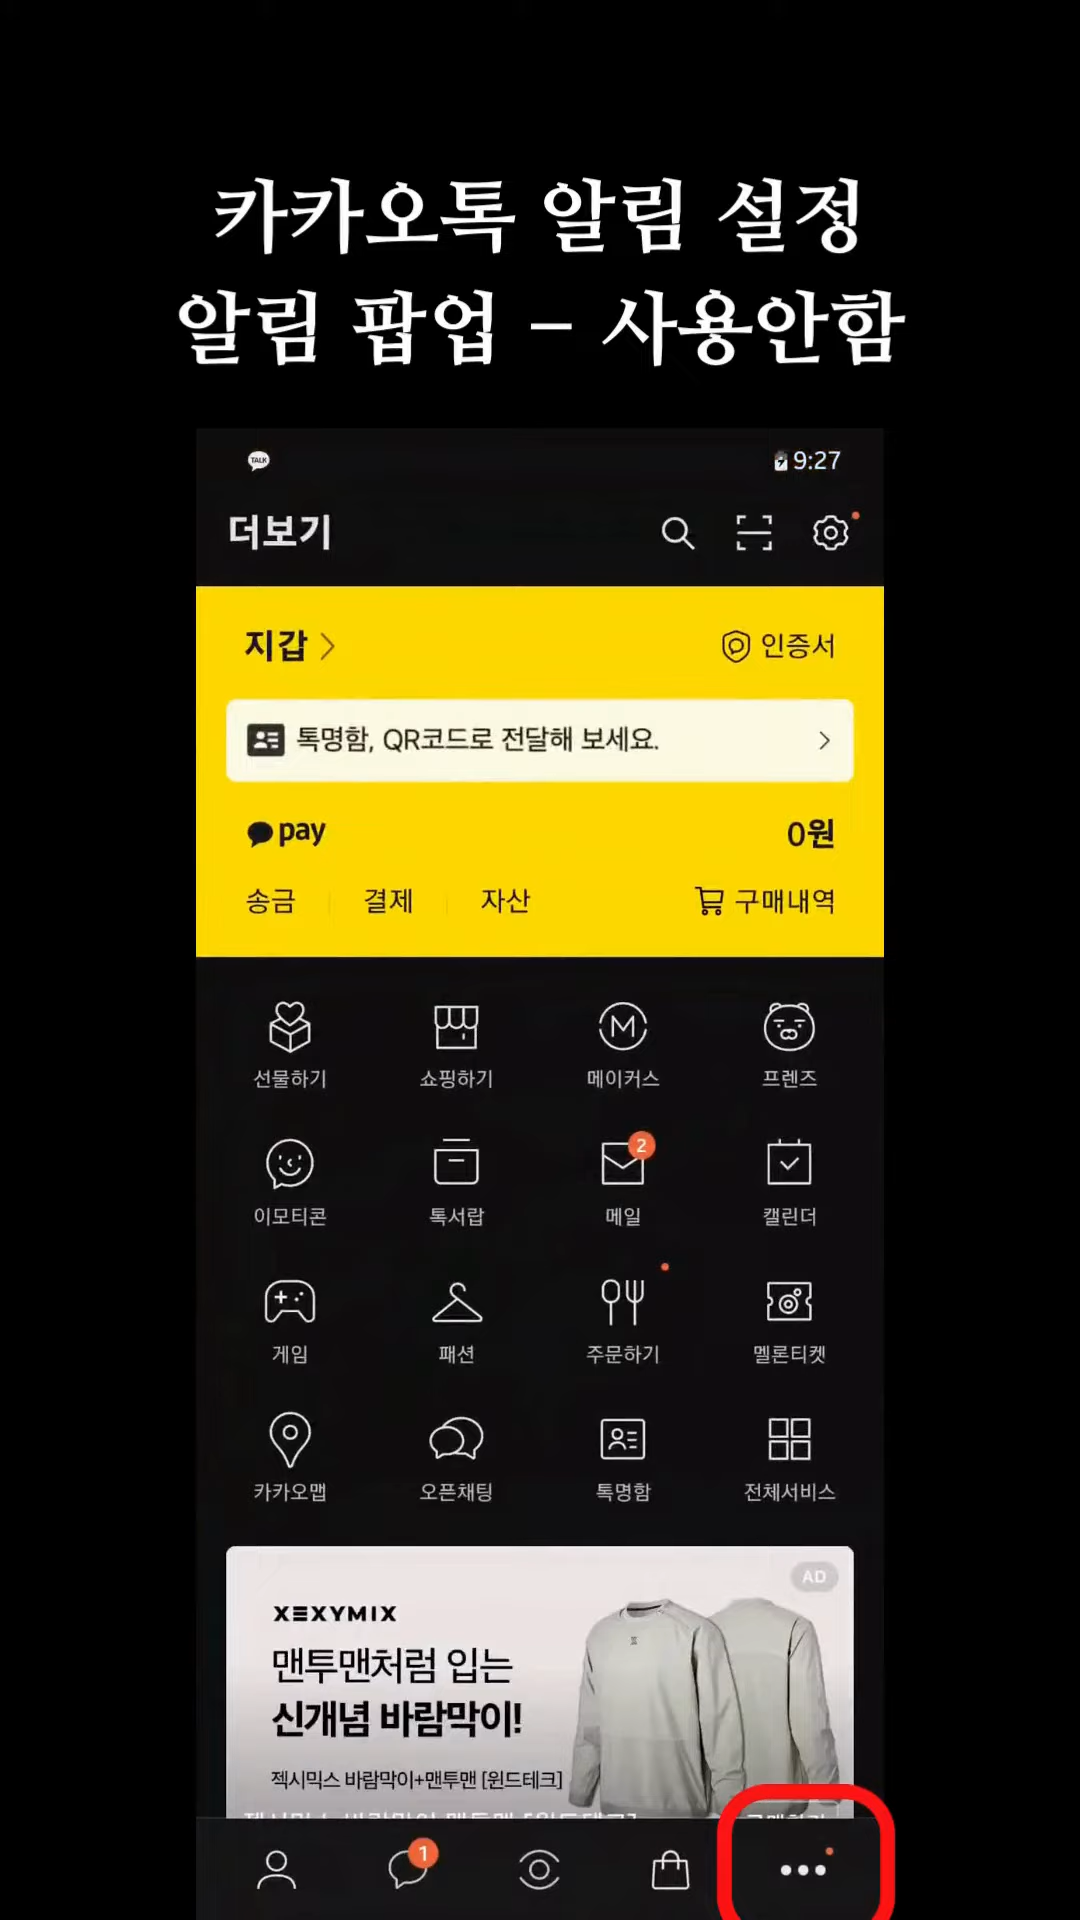 카카오톡 알림 설정
알림 팝업 - 사용안함
TALK
9:27
더보기
지갑
인증서
톡명함, QR코드로 전달해 보세요.
pay
0원
송금
결제
자산
구매내역
선물하기
쇼핑하기
메이커스
프렌즈
이모티콘
톡서랍
2
메일
캘린더
게임
패션
주문하기
멜론티켓
카카오맵
오픈채팅
톡명함
전체서비스
AD
XEXYMIX
맨투맨처럼 입는
신개념 바람막이!
젝시믹스 바람막이+맨투맨 [윈드테크]
1